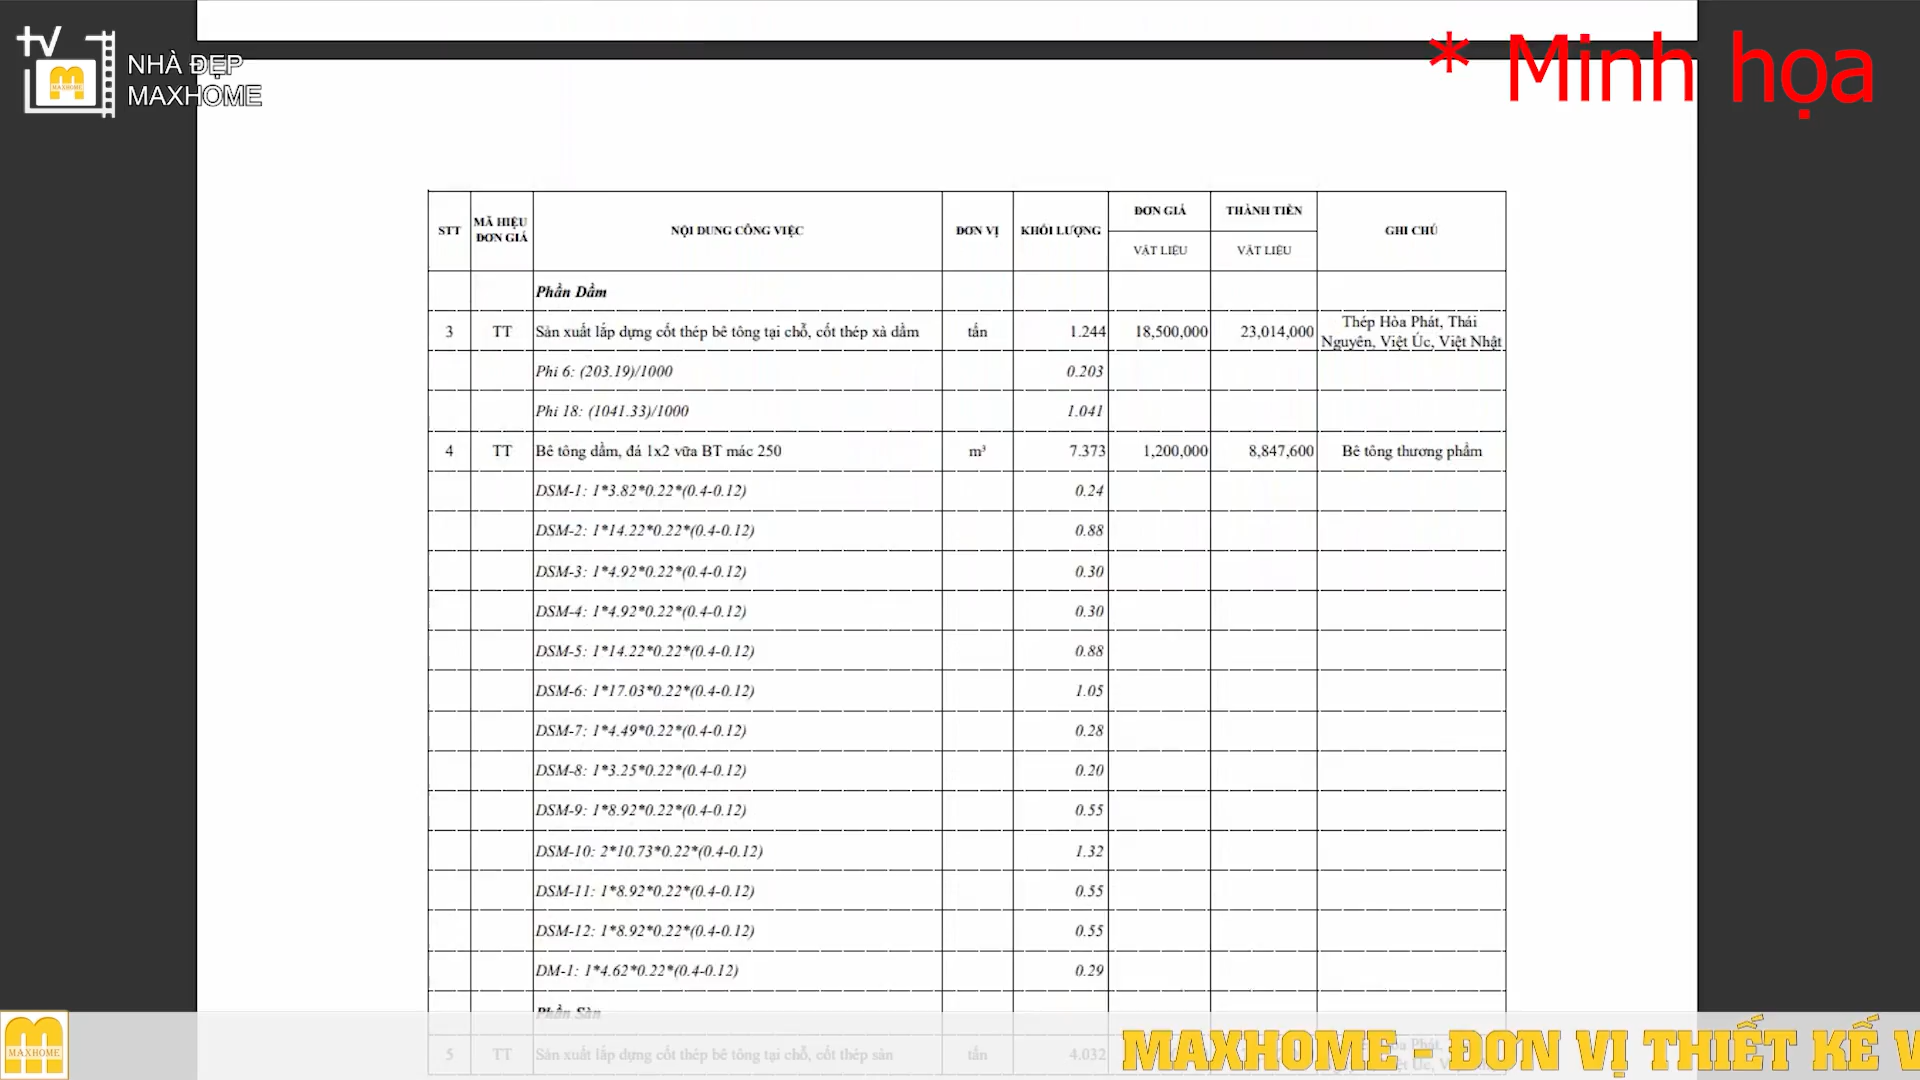 tv
NHÀ ĐẸP
MAXHOME
* Minh họa
STT
MÃ HIỆU
ĐƠN GIÁ
NỘI DUNG CÔNG VIỆC
ĐƠN VỊ
KHỐI LƯỢNG
ĐƠN GIÁ
THÀNH TIỀN
GHI CHÚ
VẬT LIỆU
VẬT LIỆU
Phần Dầm
3 TT Sản xuất lắp dựng cốt thép bê tông tại chỗ, cốt thép xà dầm tấn 1.244 18,500,000 23,014,000 Thép Hòa Phát, Thái
Nguyên, Việt Úc, Việt Nhật
Phi 6: (203.19)/1000 0.203
Phi 18: (1041.33)/1000 1.041
4 TT Bê tông dầm, đá 1x2 vữa BT mác 250 m³ 7.373 1,200,000 8,847,600 Bê tông thương phẩm
DSM-1: 1*3.82*0.22*(0.4-0.12) 0.24
DSM-2: 1*14.22*0.22*(0.4-0.12) 0.88
DSM-3: 1*4.92*0.22*(0.4-0.12) 0.30
DSM-4: 1*4.92*0.22*(0.4-0.12) 0.30
DSM-5: 1*14.22*0.22*(0.4-0.12) 0.88
DSM-6: 1*17.03*0.22*(0.4-0.12) 1.05
DSM-7: 1*4.49*0.22*(0.4-0.12) 0.28
DSM-8: 1*3.25*0.22*(0.4-0.12) 0.20
DSM-9: 1*8.92*0.22*(0.4-0.12) 0.55
DSM-10: 2*10.73*0.22*(0.4-0.12) 1.32
DSM-11: 1*8.92*0.22*(0.4-0.12) 0.55
DSM-12: 1*8.92*0.22*(0.4-0.12) 0.55
DM-1: 1*4.62*0.22*(0.4-0.12) 0.29
Phần Sàn
5 TT Sản xuất lắp dựng cốt thép bê tông tại chỗ, cốt thép sàn tấn 4.032
MAXHOME
MAXHOME - ĐƠN VỊ THIẾT KẾ V